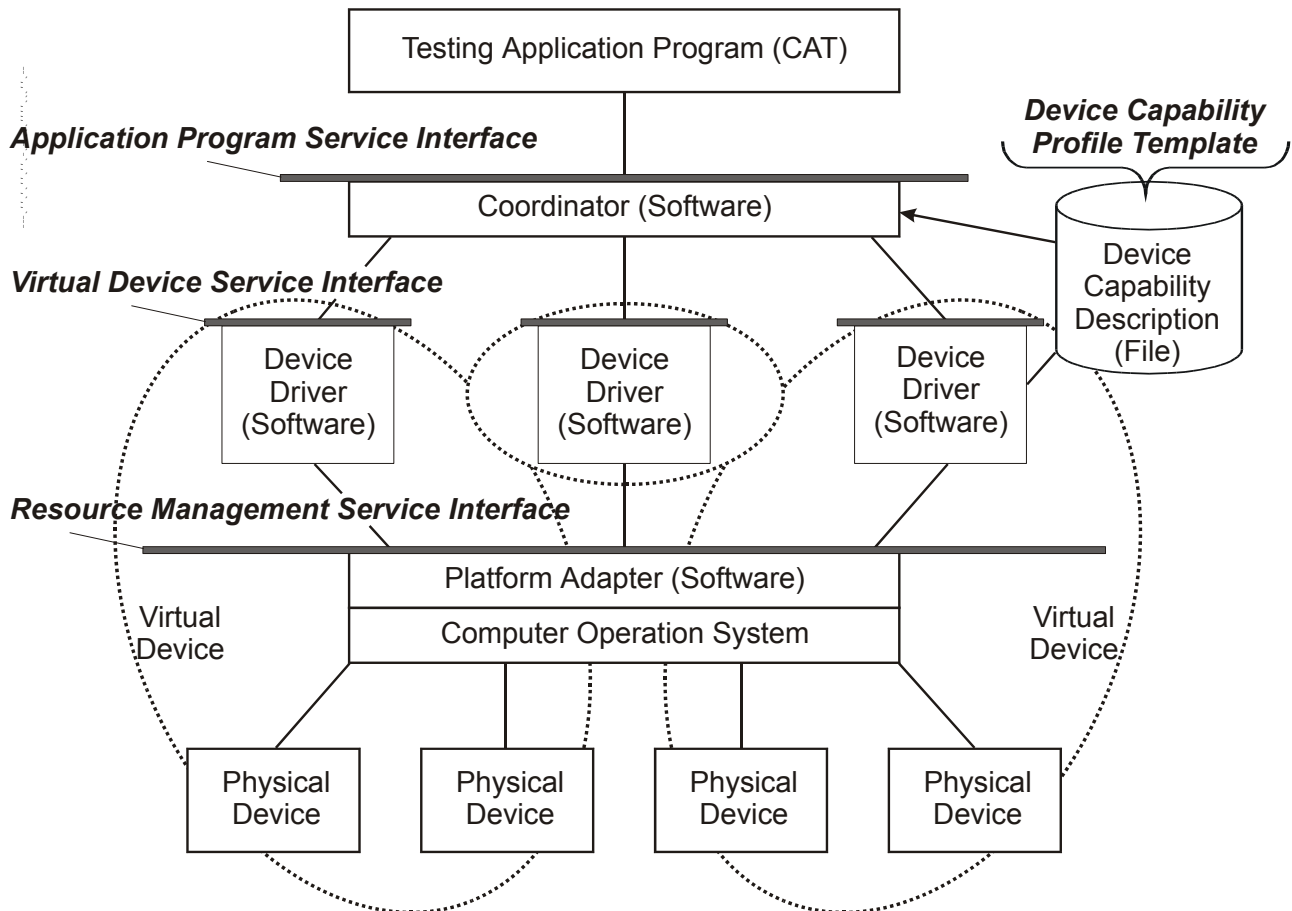 Testing Application Program (CAT)
Application Program Service Interface
Device Capability
Profile Template
Coordinator (Software)
Device
Capability
Description
(File)
Virtual Device Service Interface
Device
Driver
(Software)
Device
Driver
(Software)
Device
Driver
(Software)
Resource Management Service Interface
Platform Adapter (Software)
Computer Operation System
Virtual
Device
Virtual
Device
Physical
Device
Physical
Device
Physical
Device
Physical
Device